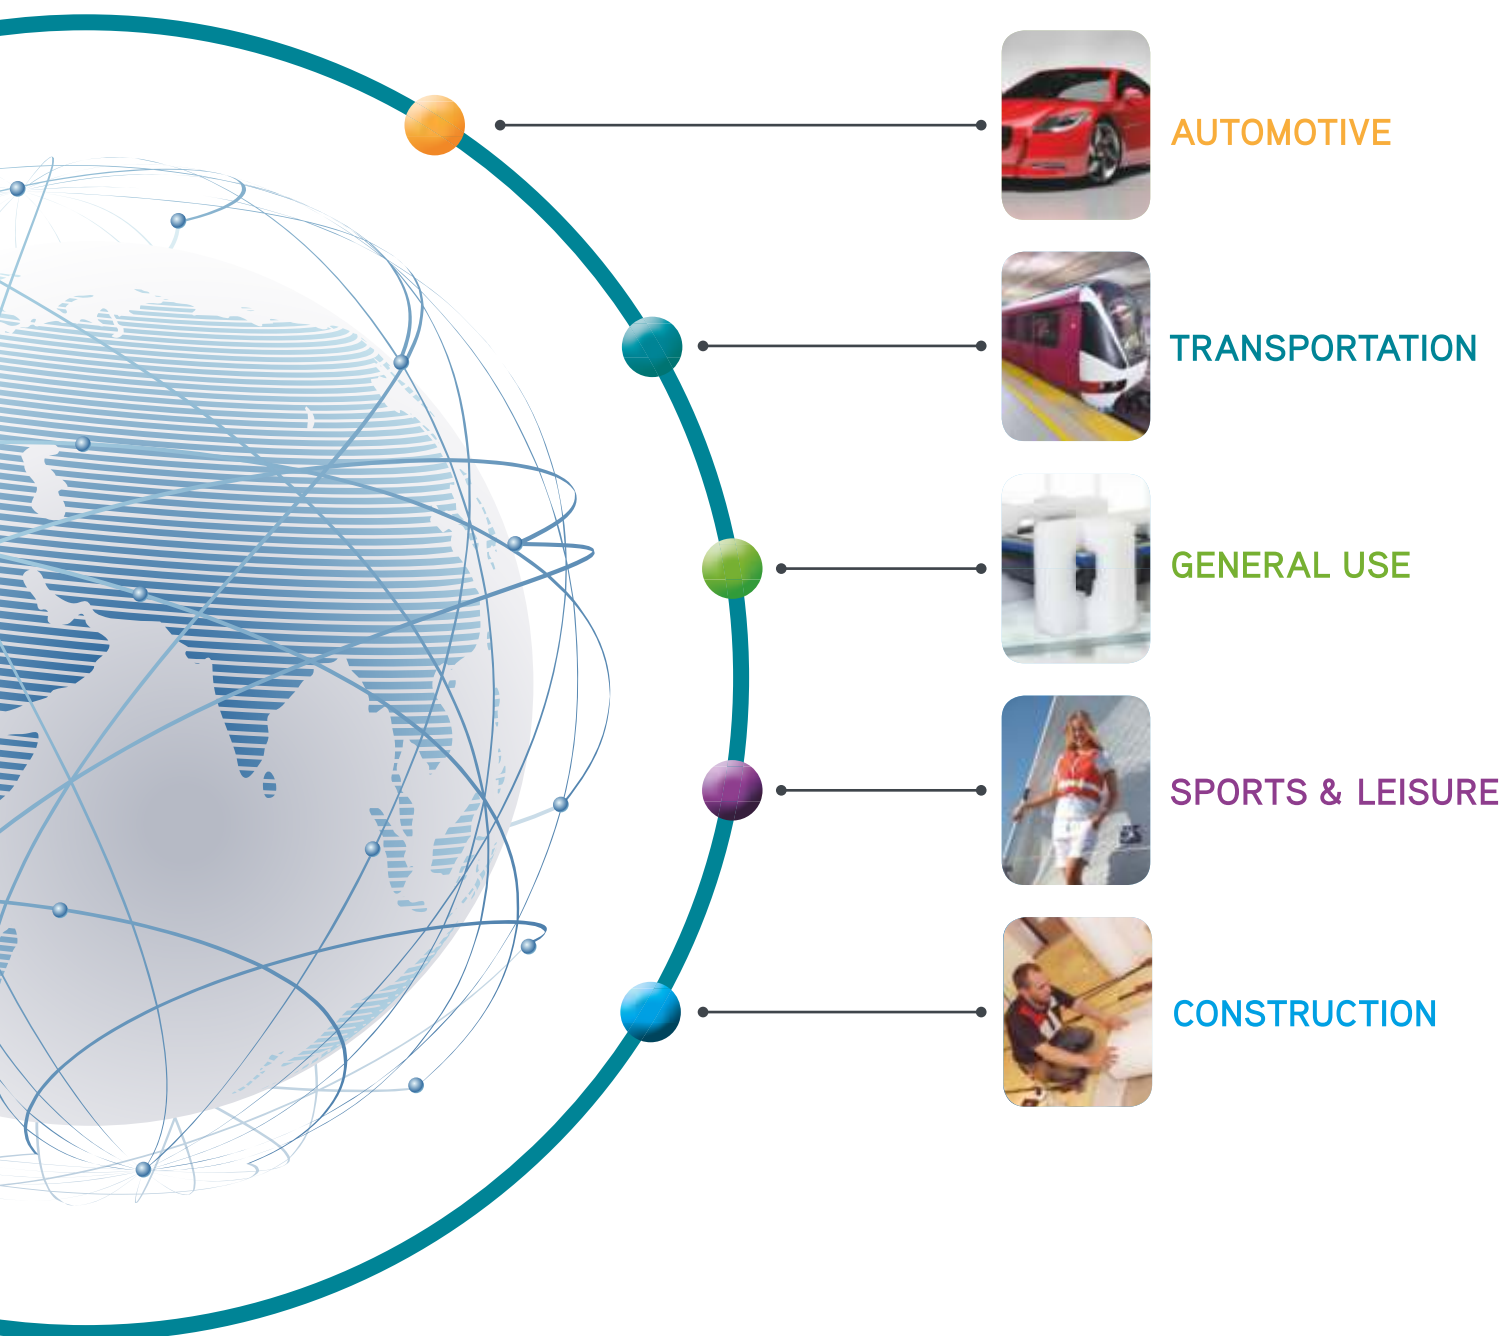 AUTOMOTIVE
TRANSPORTATION
GENERAL USE
SPORTS & LEISURE
CONSTRUCTION